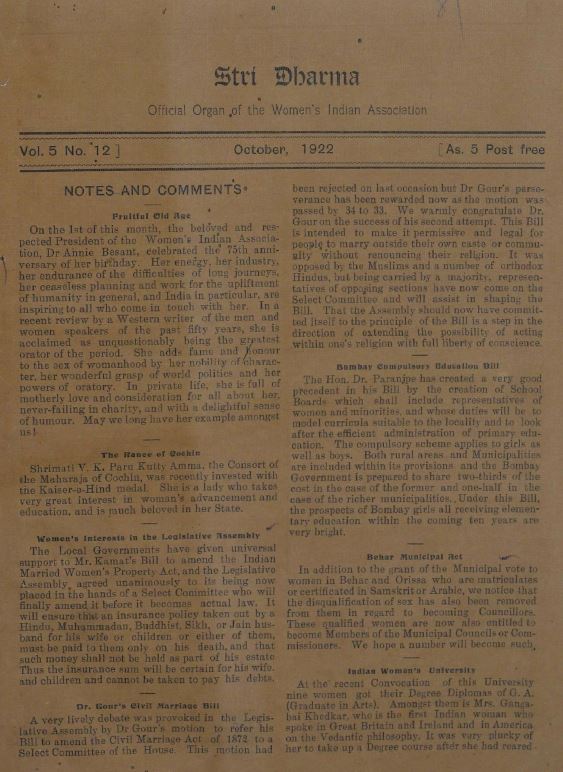 Stri Dharma
Official Organ of the Women's Indian Association
Vol. 5 No. 12 ] October, 1922 [ As. 5 Post free
NOTES AND COMMENTS
Fruitful Old Age
On the 1st of this month, the beloved and res-
pected President of the Women's Indian Associa-
tion, Dr Annie Besant, celebrated the 75th anni-
versary of her birthday. Her energy, her industry,
her endurance of the difficulties of long journeys,
her ceaseless planning and work for the upliftment
of humanity in general, and India in particular, are
inspiring to all who come in touch with her. In a
recent review by a Western writer of the men and
women speakers of the past fifty years, she is
acclaimed as unquestionably being the greatest
orator of the period. She adds fame and honour
to the sex of womanhood by her nobility of charac-
ter, her wonderful grasp of world politics and her
powers of oratory. In private life, she is full of
motherly love and consideration for all about her,
never-failing in charity, and with a delightful sense
of humour. May we long have her example amongst
us!
The Ranee of Cochin
Shrimati V. K. Paru Kutty Amma, the Consort of
the Maharaja of Cochin, was recently invested with
the Kaiser-e-Hind medal. She is a lady who takes
very great interest in woman's advancement and
education, and is much beloved in her State.
Women's Interests in the Legislative Assembly
The Local Governments have given universal
support to Mr. Kamat's Bill to amend the Indian
Married Women's Property Act, and the Legislative
Assembly, agreed unanimously to its being now
placed in the hands of a Select Committee who will
finally amend it before it becomes actual law. It
will ensure that an insurance policy taken out by a
Hindu, Muhammadan, Buddhist, Sikh, or Jain hus-
band for his wife or children or either of them,
must be paid to them only on his death, and that
such money shall not be held as part of his estate
Thus the insurance sum will be certain for his wife,
and children and cannot be taken to pay his debts.
Dr. Gour's Civil Marriage Bill
A very lively debate was provoked in the Legis-
lative Assembly by Dr Gour's motion to refer his
Bill to amend the Civil Marriage Act of 1872 to a
Select Committee of the House. This motion had
been rejected on last occasion but Dr Gour's perse-
verance has been rewarded now as the motion was
passed by 34 to 33. We warmly congratulate Dr.
Gour on the success of his second attempt. This Bill
is intended to make it permissive and legal for
people to marry outside their own caste or commu-
nity without renouncing their religion. It was
opposed by the Muslims and a number of orthodox
Hindus, but being carried by a majority, represen-
tatives of opposing sections have now come on the
Select Committee and will assist in shaping the
Bill. That the Assembly should have commit-
ted itself to the principle of the Bill is a step in the
direction of extending the possibility of acting
within one's religion with full liberty of conscience.
Bombay Compulsory Education Bill
The Hon. Dr. Paranjpe has created a very good
precedent in his Bill by the creation of School
Boards which shall include representatives of
women and minorities, and whose duties will be to
model curricula suitable to the locality and to look
after the efficient administration of primary edu-
cation. The compulsory scheme applies to girls as
well as boys. Both rural areas and Municipalities
are included within its provisions and the Bombay
Government is prepared to share two-thirds of the
cost in the case of the former and one-half in the
case of the richer municipalities. Under this Bill,
the prospects of Bombay girls all receiving elemen-
tary education within the coming ten years are
very bright.
Behar Municipal Act
In addition to the grant of the Municipal vote to
women in Behar and Orissa who are matriculates
or certificated in Samskrit or Arabic, we notice that
the disqualification of sex has also been removed
from them in regard to becoming Councillors.
These qualified women are now also entitled to
become Members of the Municipal Councils or Com-
missioners. We hope a number will become such.
Indian Women's University
At the recent Convocation of this University
nine women got their Degree Diplomas of G. A.
(Graduate in Arts). Amongst them is Mrs. Ganga-
bai Khedkar, who is the first Indian woman who
spoke in Great Britain and Ireland and in America
on the Vedantic philosophy. It was very plucky of
her to take up a Degree course after she had reared